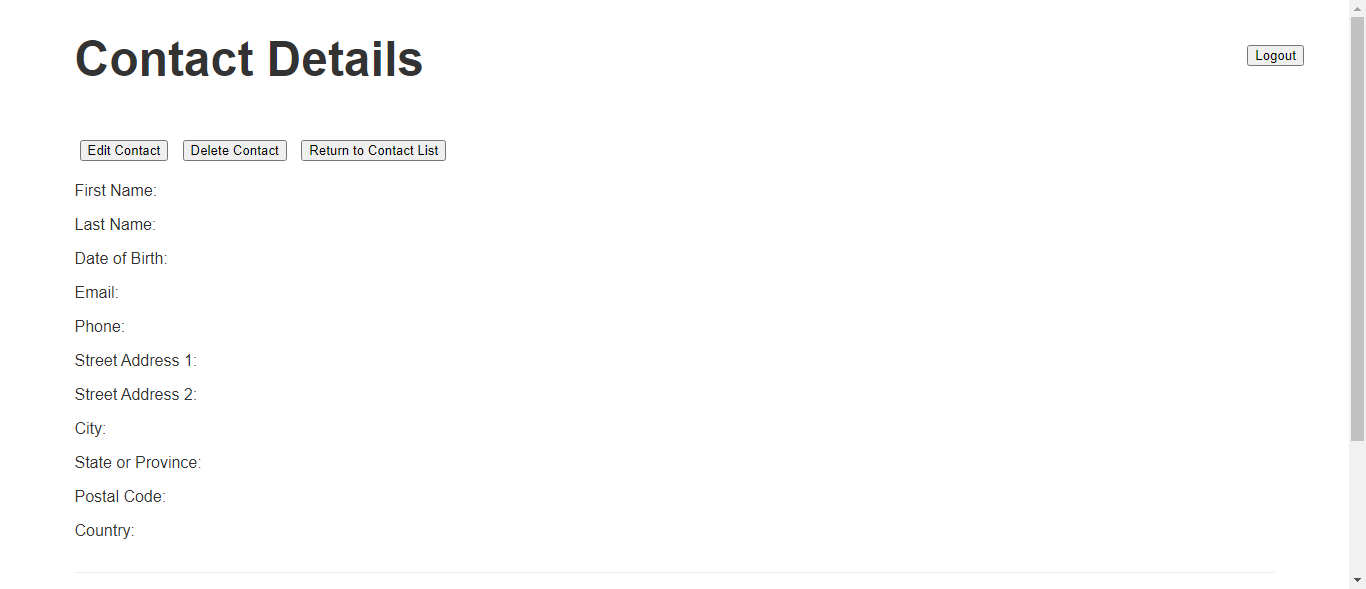 Contact Details
Logout
Edit Contact Delete Contact Return to Contact List
First Name:
Last Name:
Date of Birth:
Email:
Phone:
Street Address 1:
Street Address 2:
City:
State or Province:
Postal Code:
Country: